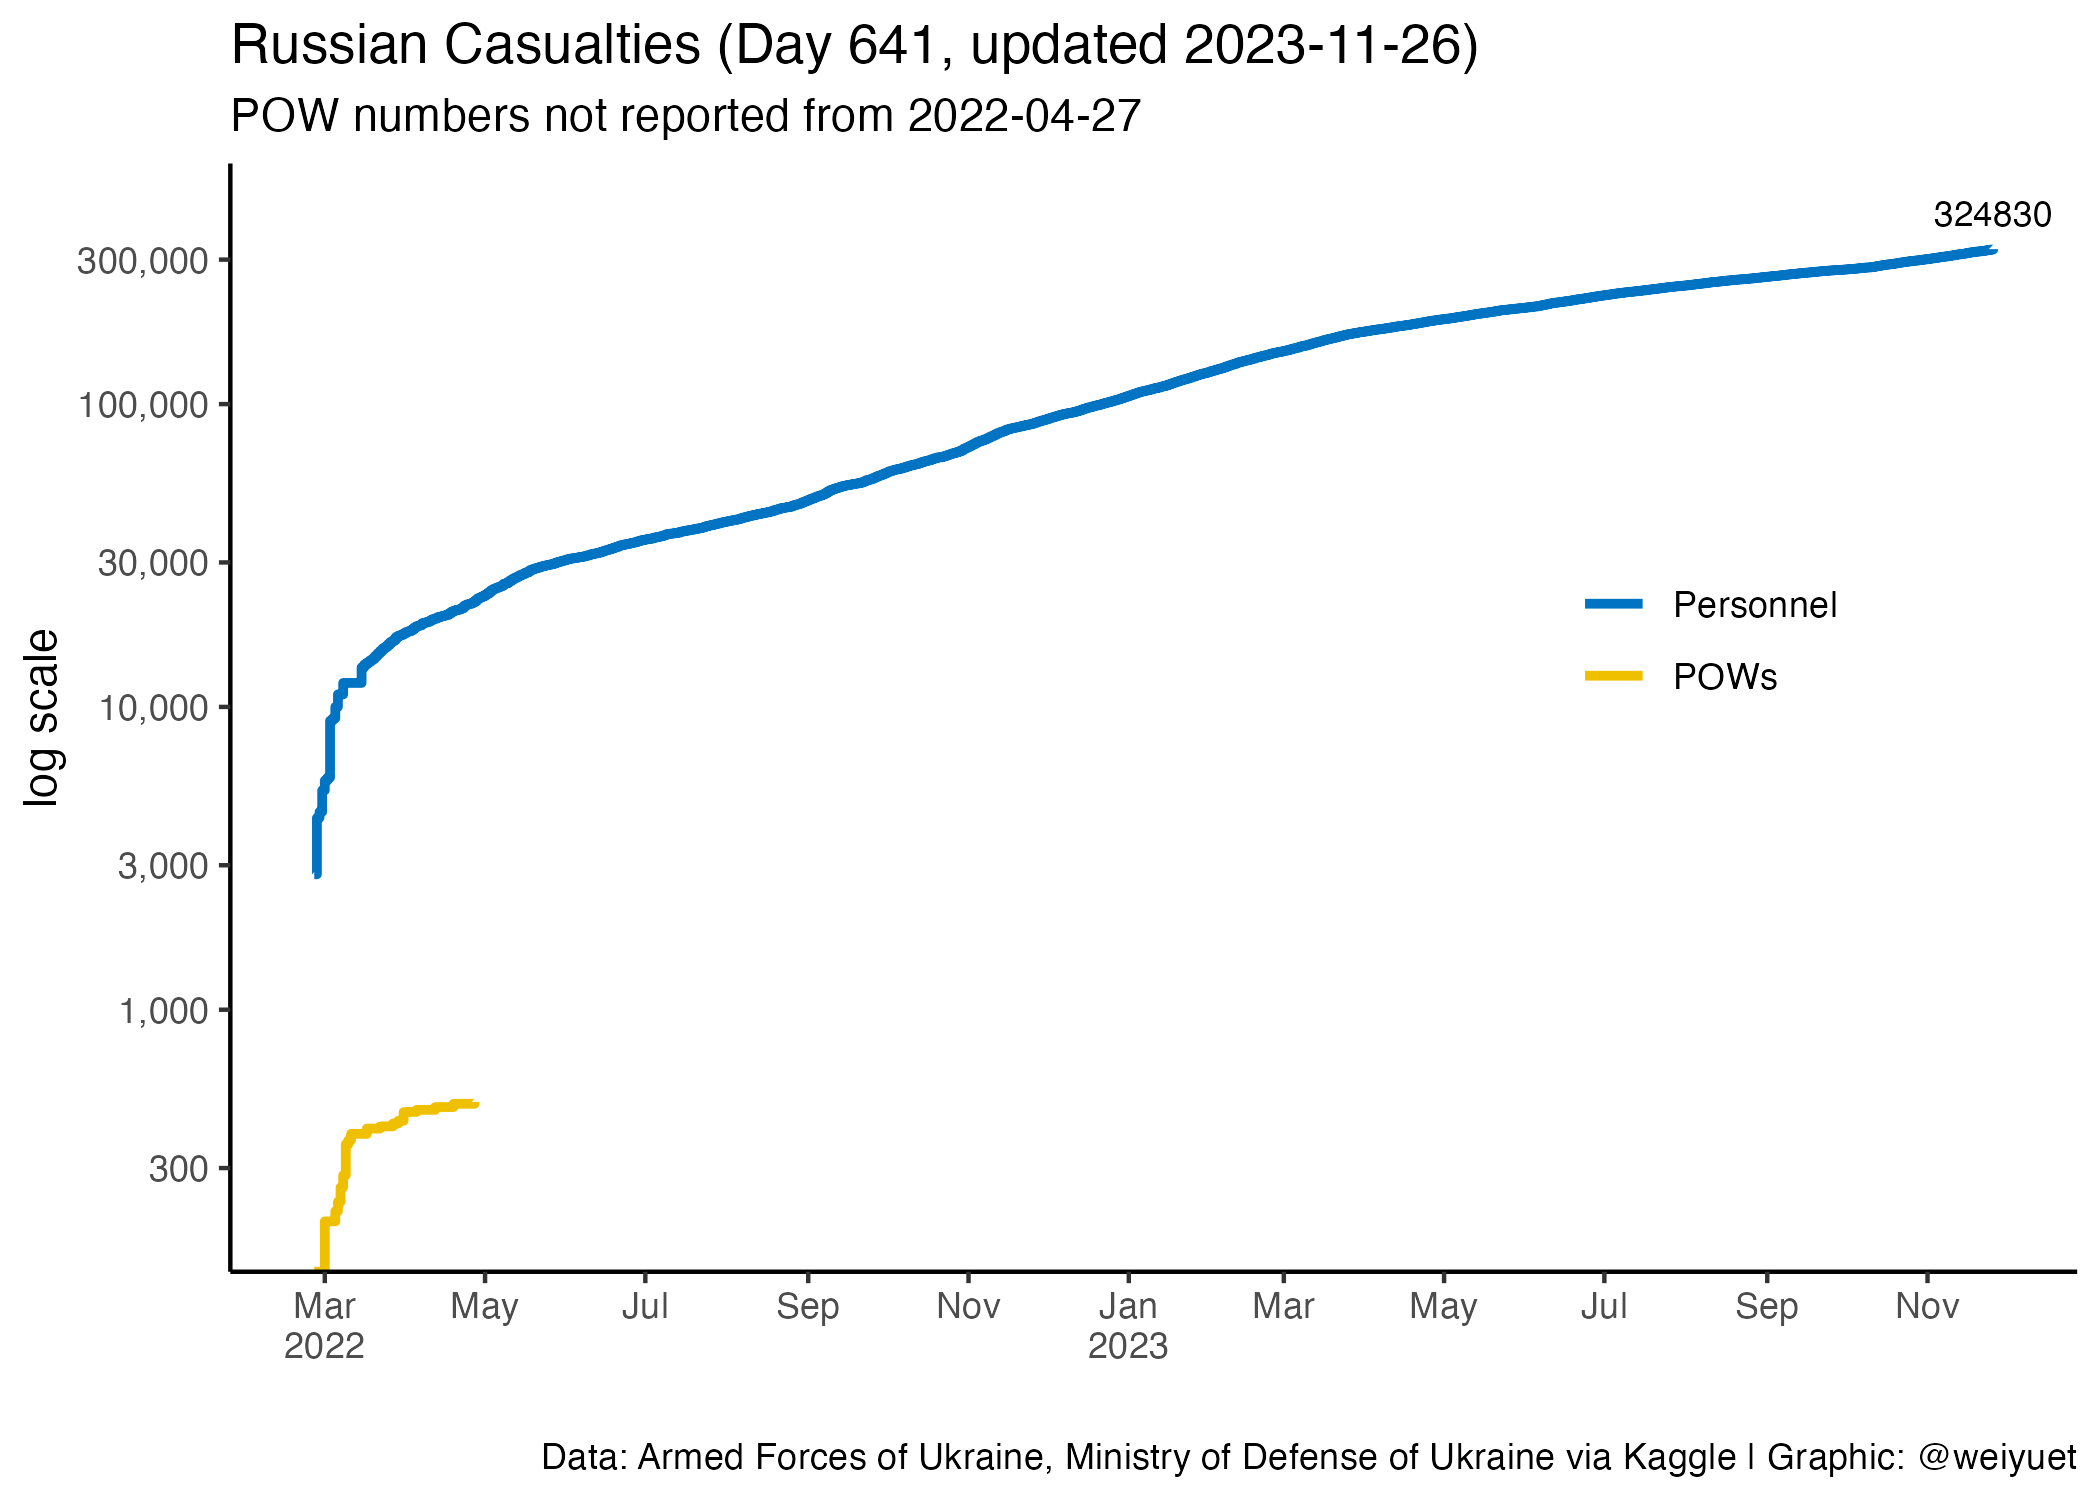 Russian Casualties (Day 641, updated 2023-11-26)
POW numbers not reported from 2022-04-27
324830
300,000
100,000
30,000
10,000
3,000
1,000
300
log scale
Personnel
POWs
Mar May Jul Sep Nov Jan Mar May Jul Sep Nov
2022 2023
Data: Armed Forces of Ukraine, Ministry of Defense of Ukraine via Kaggle | Graphic: @weiyuet